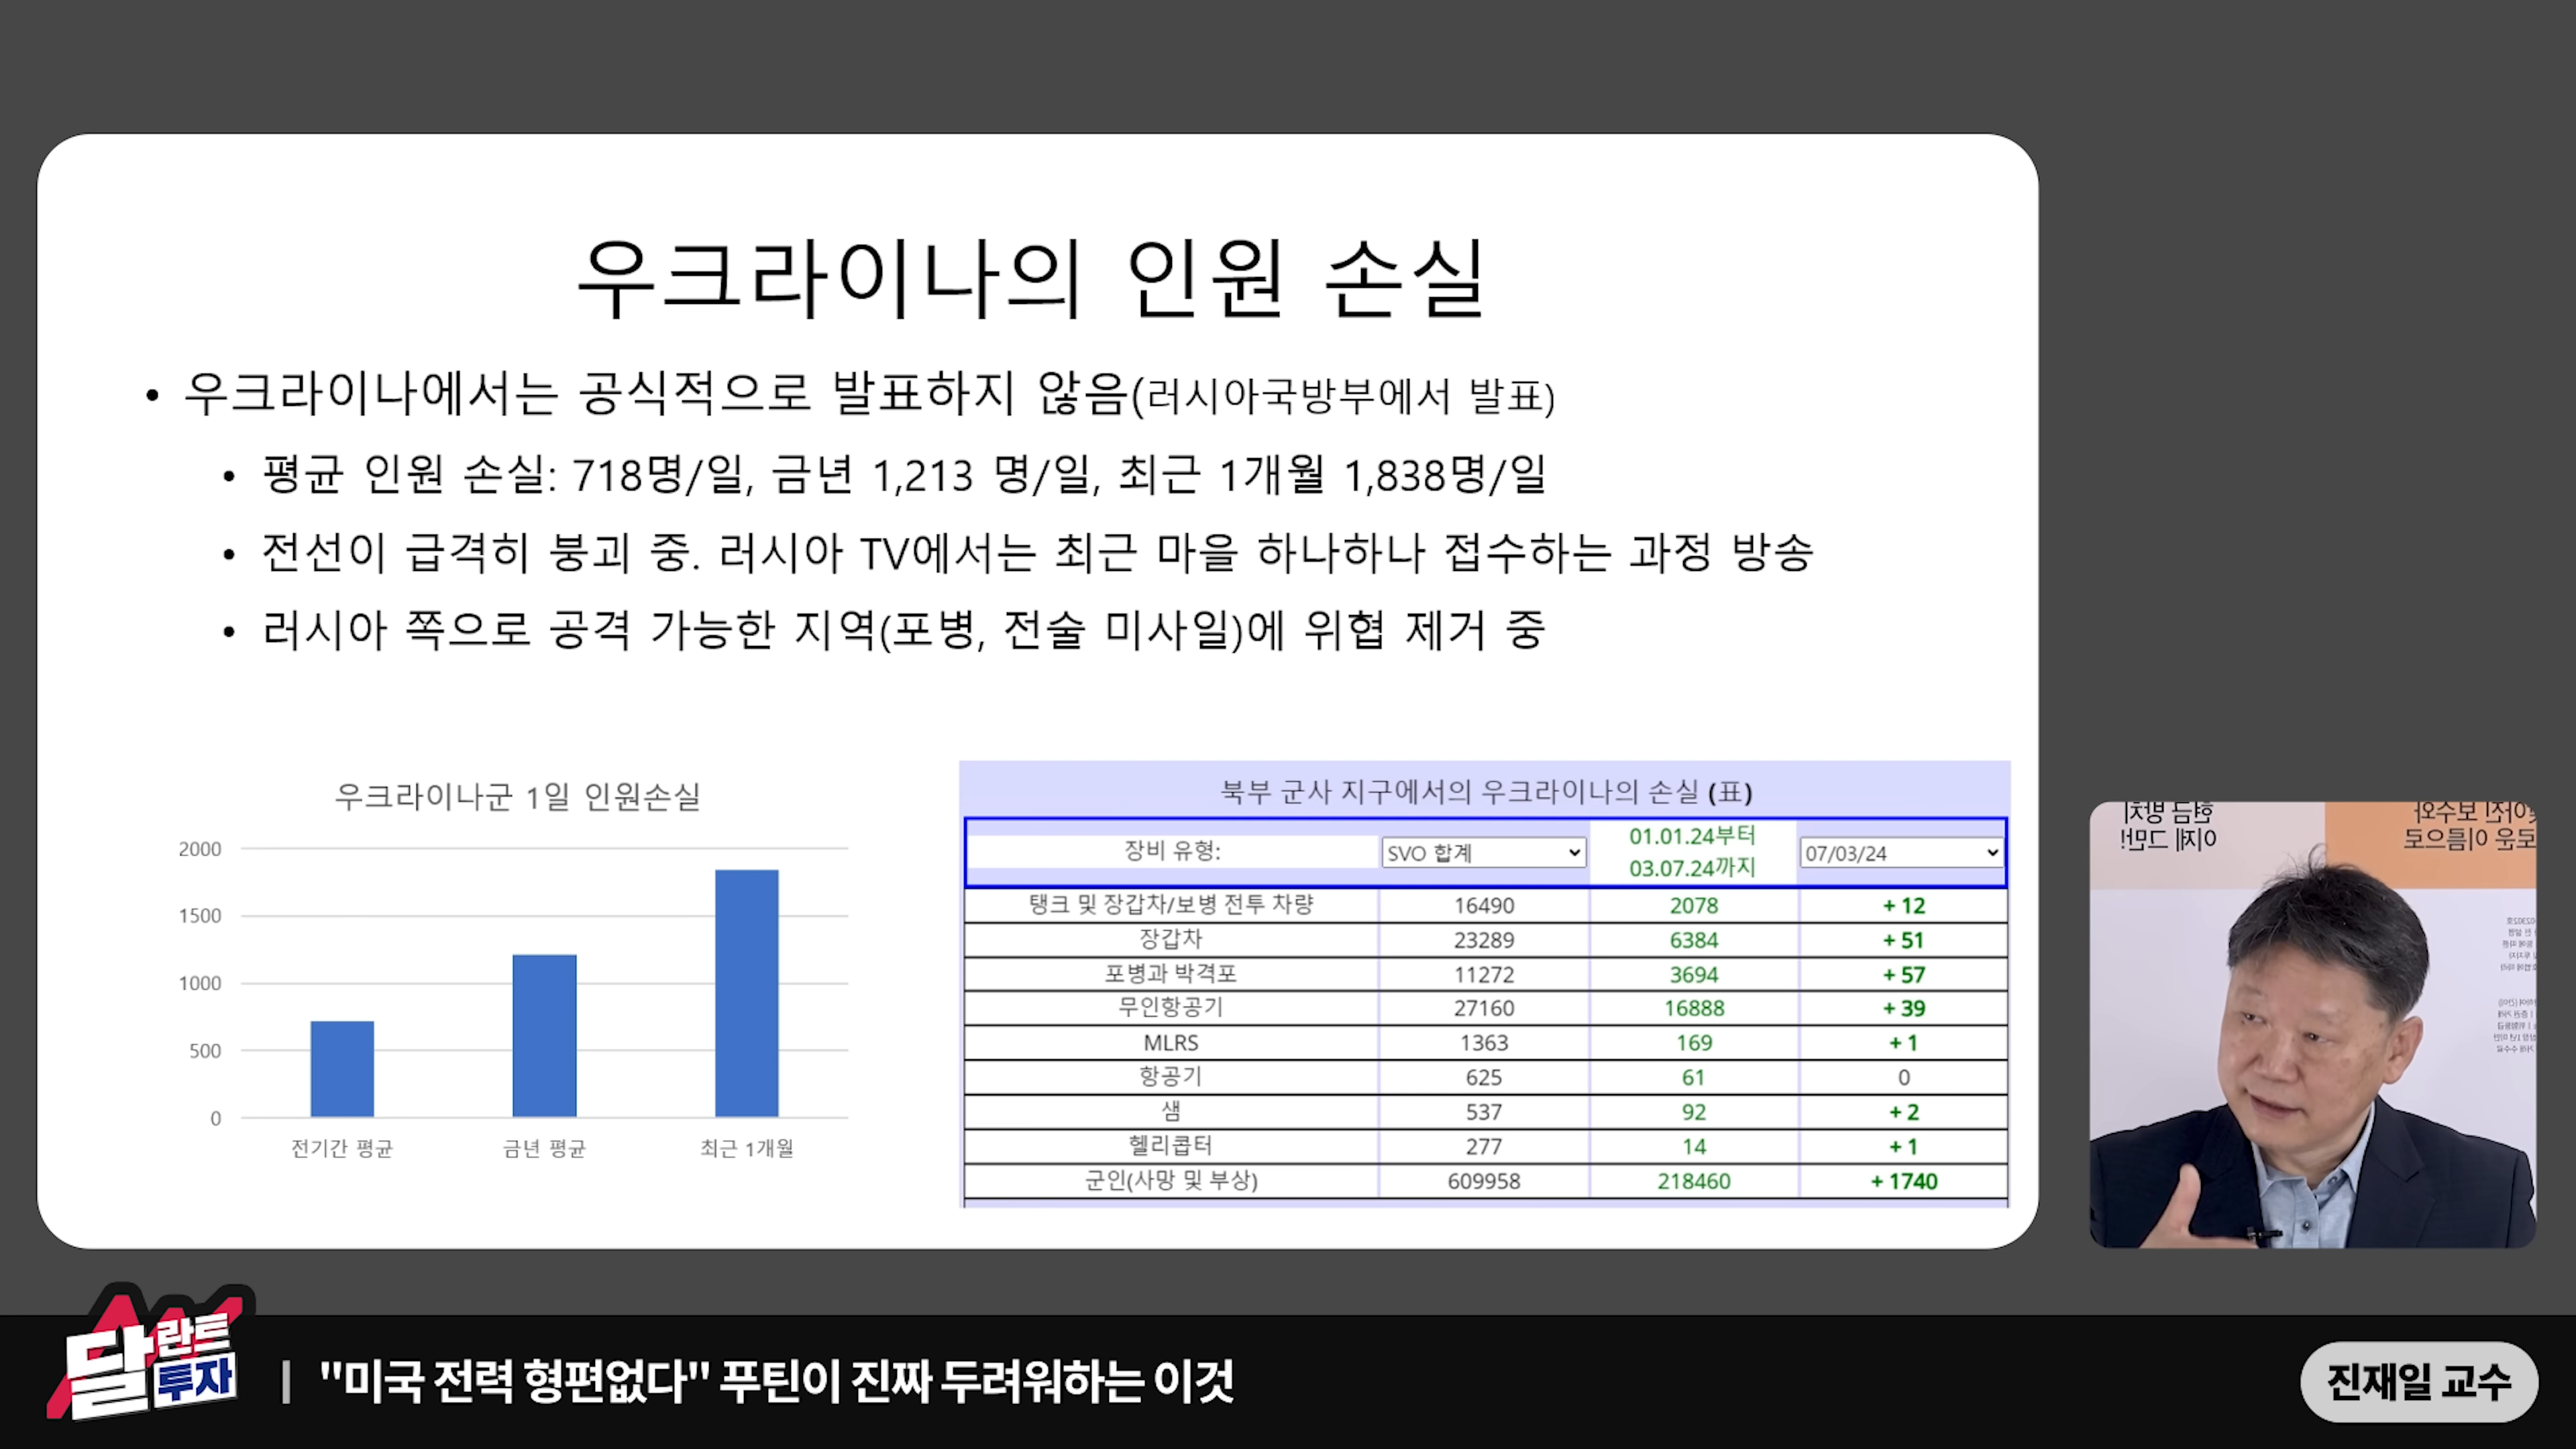 우크라이나의 인원 손실
• 우크라이나에서는 공식적으로 발표하지 않음(러시아국방부에서 발표)
• 평균 인원 손실: 718명/일, 금년 1,213 명/일, 최근 1개월 1,838명/일
• 전선이 급격히 붕괴 중. 러시아 TV에서는 최근 마을 하나하나 접수하는 과정 방송
• 러시아 쪽으로 공격 가능한 지역(포병, 전술 미사일)에 위협 제거 중
우크라이나군 1일 인원손실
2000
1500
1000
500
0
전기간 평균 금년 평균 최근 1개월
북부 군사 지구에서의 우크라이나의 손실 (표)
장비 유형: SVO 합계 01.01.24부터 03.07.24까지 07/03/24
탱크 및 장갑차/보병 전투 차량 16490 2078 + 12
장갑차 23289 6384 + 51
포병과 박격포 11272 3694 + 57
무인항공기 27160 16888 + 39
MLRS 1363 169 + 1
항공기 625 61 0
샘 537 92 + 2
헬리콥터 277 14 + 1
군인(사망 및 부상) 609958 218460 + 1740
현금 방치
이제 그만!
이름으로
달란트
투자
| "미국 전력 형편없다" 푸틴이 진짜 두려워하는 이것
진재일 교수